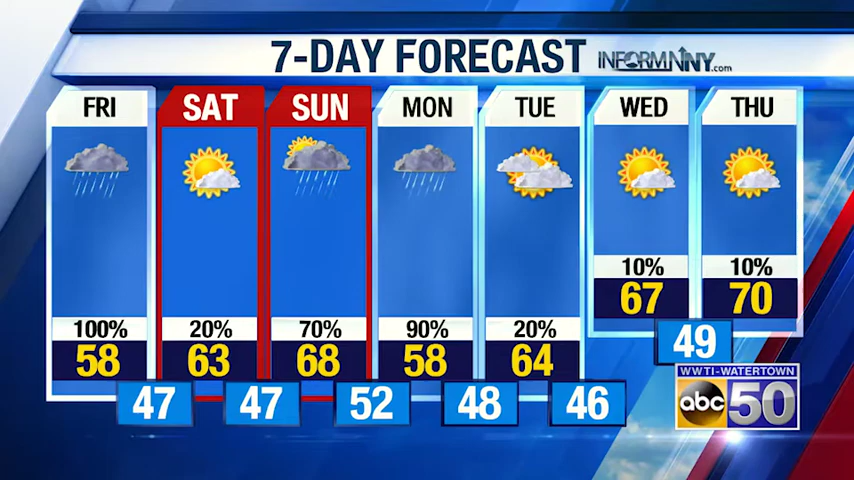 7-DAY FORECAST INFORMNNY.com
FRI SAT SUN MON TUE WED THU
10% 10%
67 70
100% 20% 70% 90% 20%
58 63 68 58 64
49
47 47 52 48 46
WWTI-WATERTOWN
abc 50